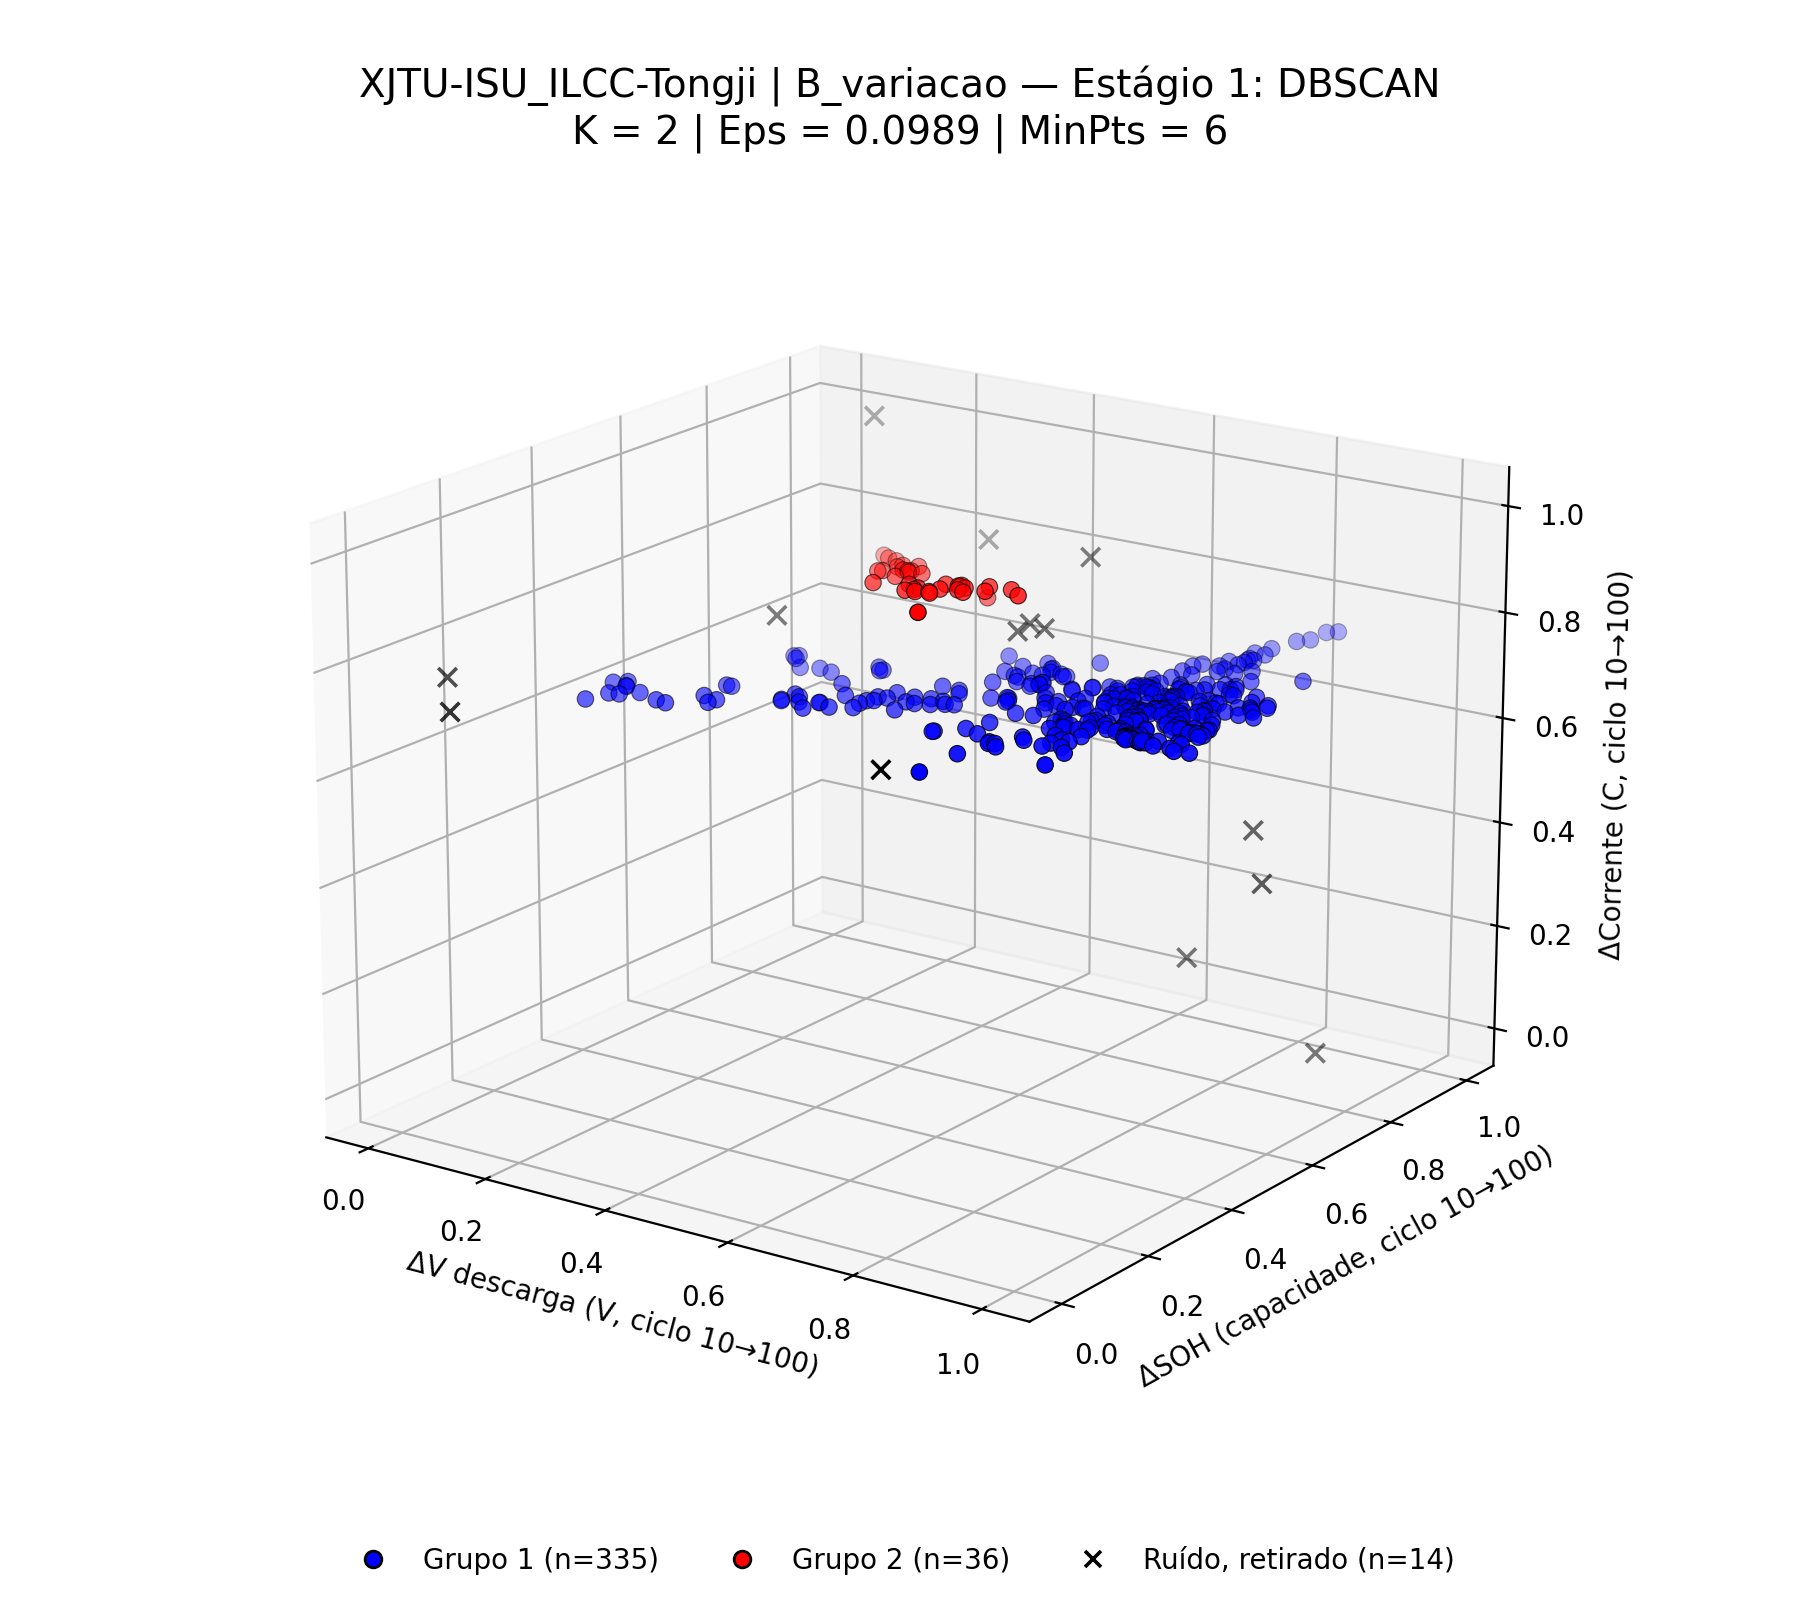 XJTU-ISU_ILCC-Tongji | B_variacao — Estágio 1: DBSCAN
K = 2 | Eps = 0.0989 | MinPts = 6
1.0
0.8
0.6
0.4
0.2
0.0
ΔCorrente (C, ciclo 10→100)
0.0
0.2
0.4
0.6
0.8
1.0
ΔV descarga (V, ciclo 10→100)
0.0
0.2
0.4
0.6
0.8
1.0
ΔSOH (capacidade, ciclo 10→100)
Grupo 1 (n=335)
Grupo 2 (n=36)
Ruído, retirado (n=14)